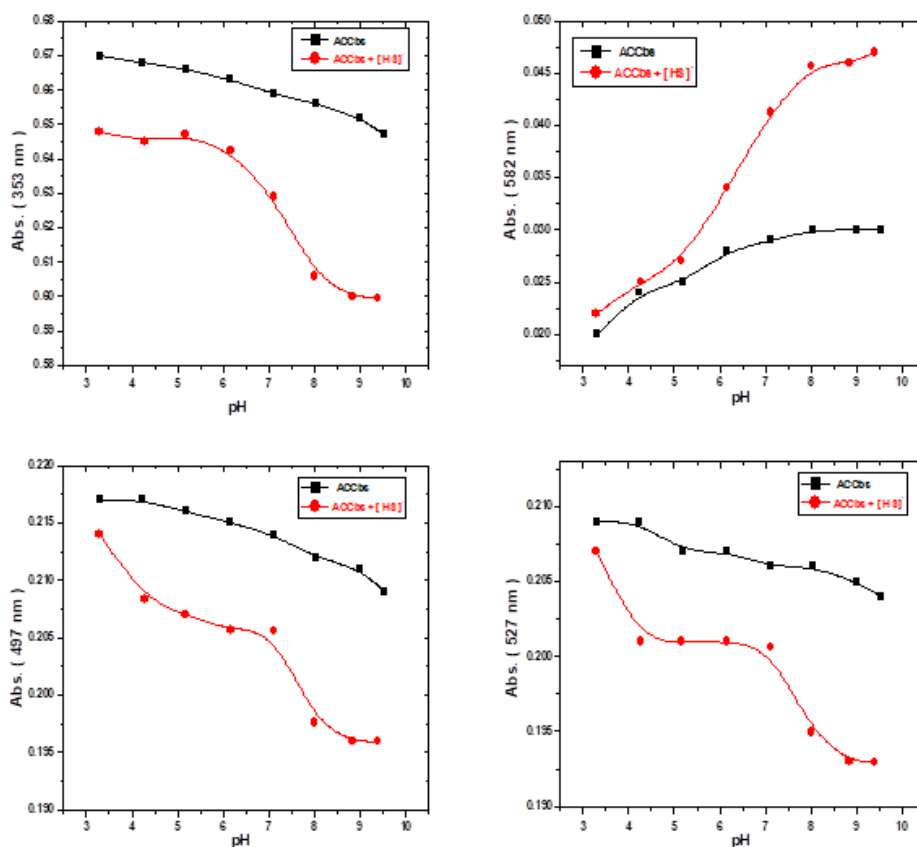 0.68
0.67
0.66
0.65
0.64
0.63
0.62
0.61
0.60
0.59
0.58
Abs. ( 353 nm )
ACCbs
ACCbs + [HS]⁻
3 4 5 6 7 8 9 10
pH
0.050
0.045
0.040
0.035
0.030
0.025
0.020
Abs. ( 582 nm )
ACCbs
ACCbs + [HS]⁻
3 4 5 6 7 8 9 10
pH
0.220
0.215
0.210
0.205
0.200
0.195
0.190
Abs. ( 497 nm )
ACCbs
ACCbs + [HS]⁻
3 4 5 6 7 8 9 10
pH
0.210
0.205
0.200
0.195
0.190
Abs. ( 527 nm )
ACCbs
ACCbs + [HS]⁻
3 4 5 6 7 8 9 10
pH